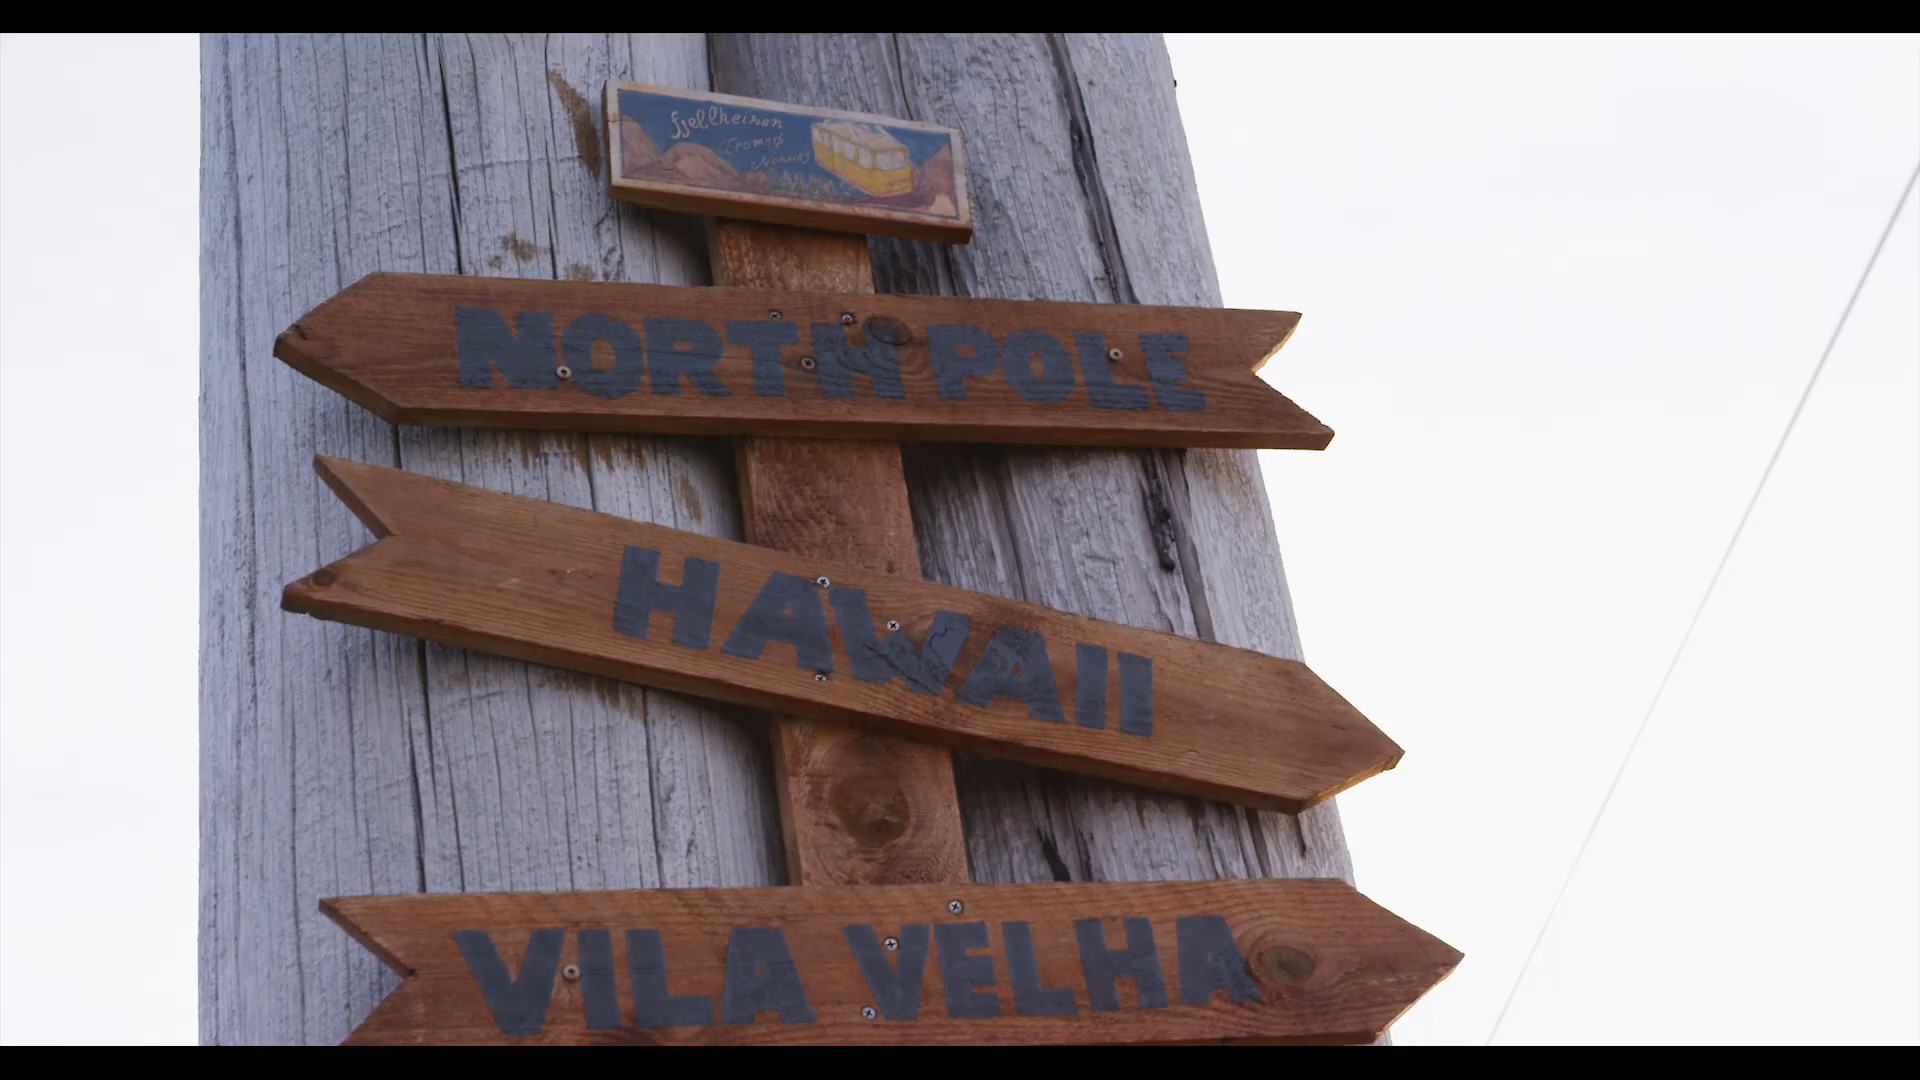 fjellheisen
Tromsø
Norway
NORTH POLE
HAWAII
VILA VELHA